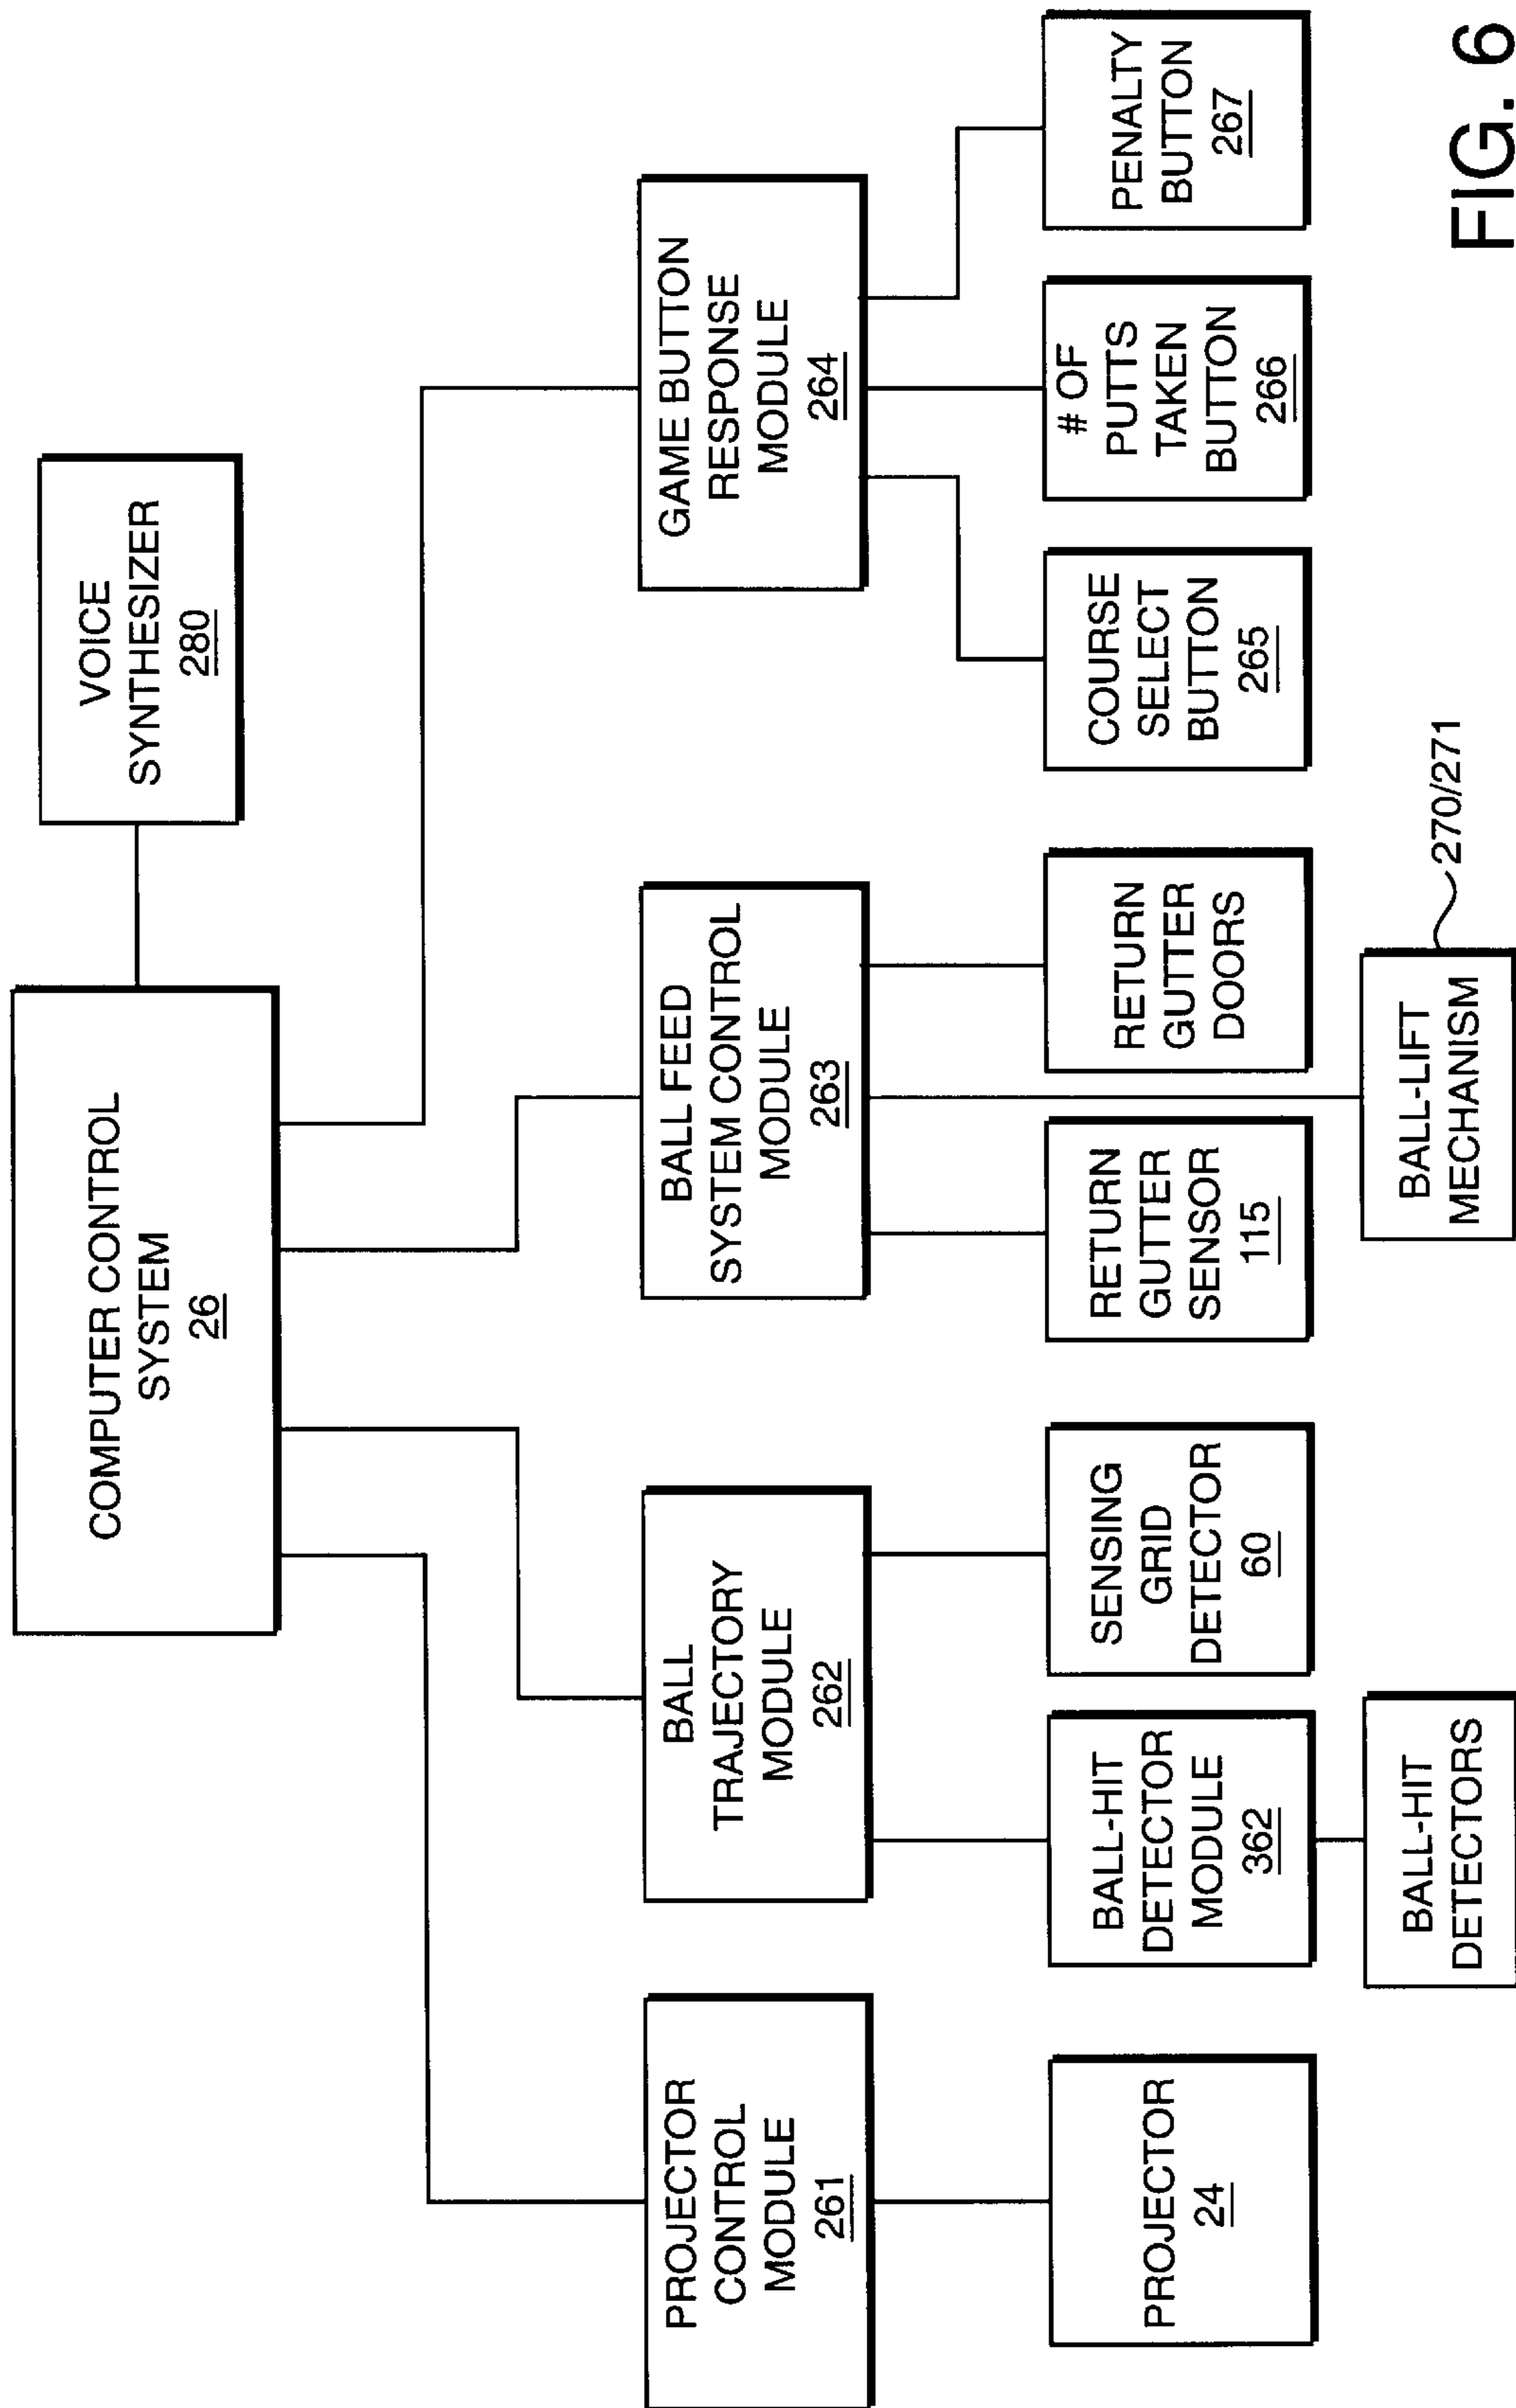 COMPUTER CONTROL
SYSTEM
26
VOICE
SYNTHESIZER
280
PROJECTOR
CONTROL
MODULE
261
BALL
TRAJECTORY
MODULE
262
BALL FEED
SYSTEM CONTROL
MODULE
263
GAME BUTTON
RESPONSE
MODULE
264
PROJECTOR
24
BALL-HIT
DETECTOR
MODULE
362
SENSING
GRID
DETECTOR
60
RETURN
GUTTER
SENSOR
115
RETURN
GUTTER
DOORS
COURSE
SELECT
BUTTON
265
# OF
PUTTS
TAKEN
BUTTON
266
PENALTY
BUTTON
267
BALL-HIT
DETECTORS
BALL-LIFT
MECHANISM
270/271
FIG. 6